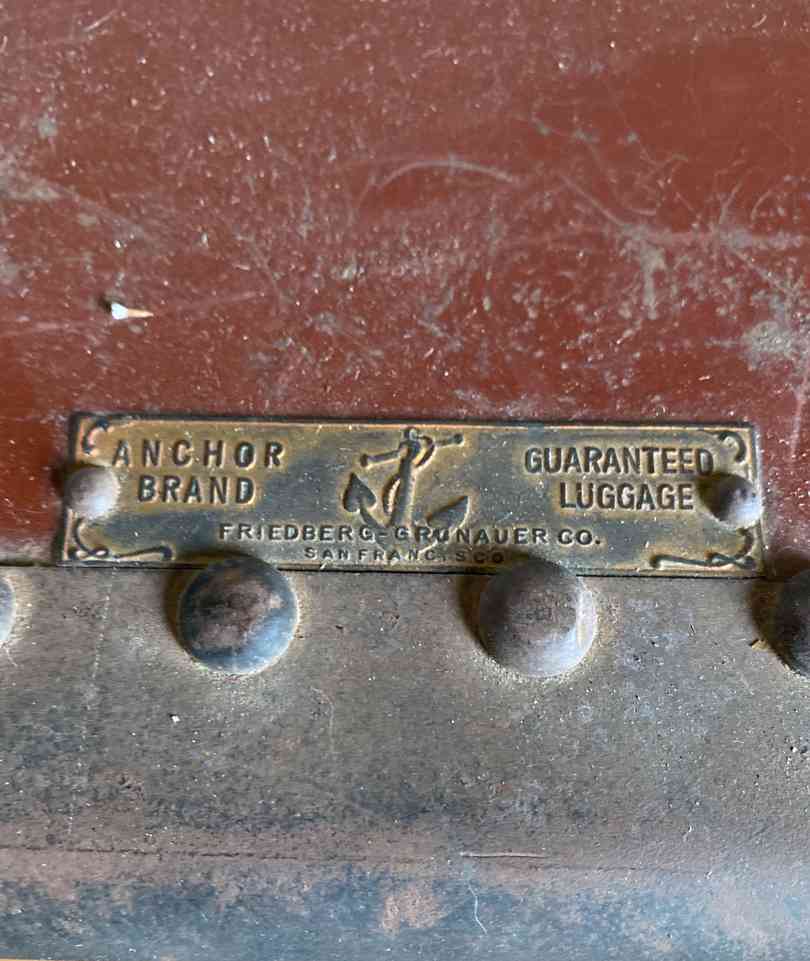 ANCHOR
BRAND
GUARANTEED
LUGGAGE
FRIEDBERG-GRUNAUER CO.
SAN FRANCISCO